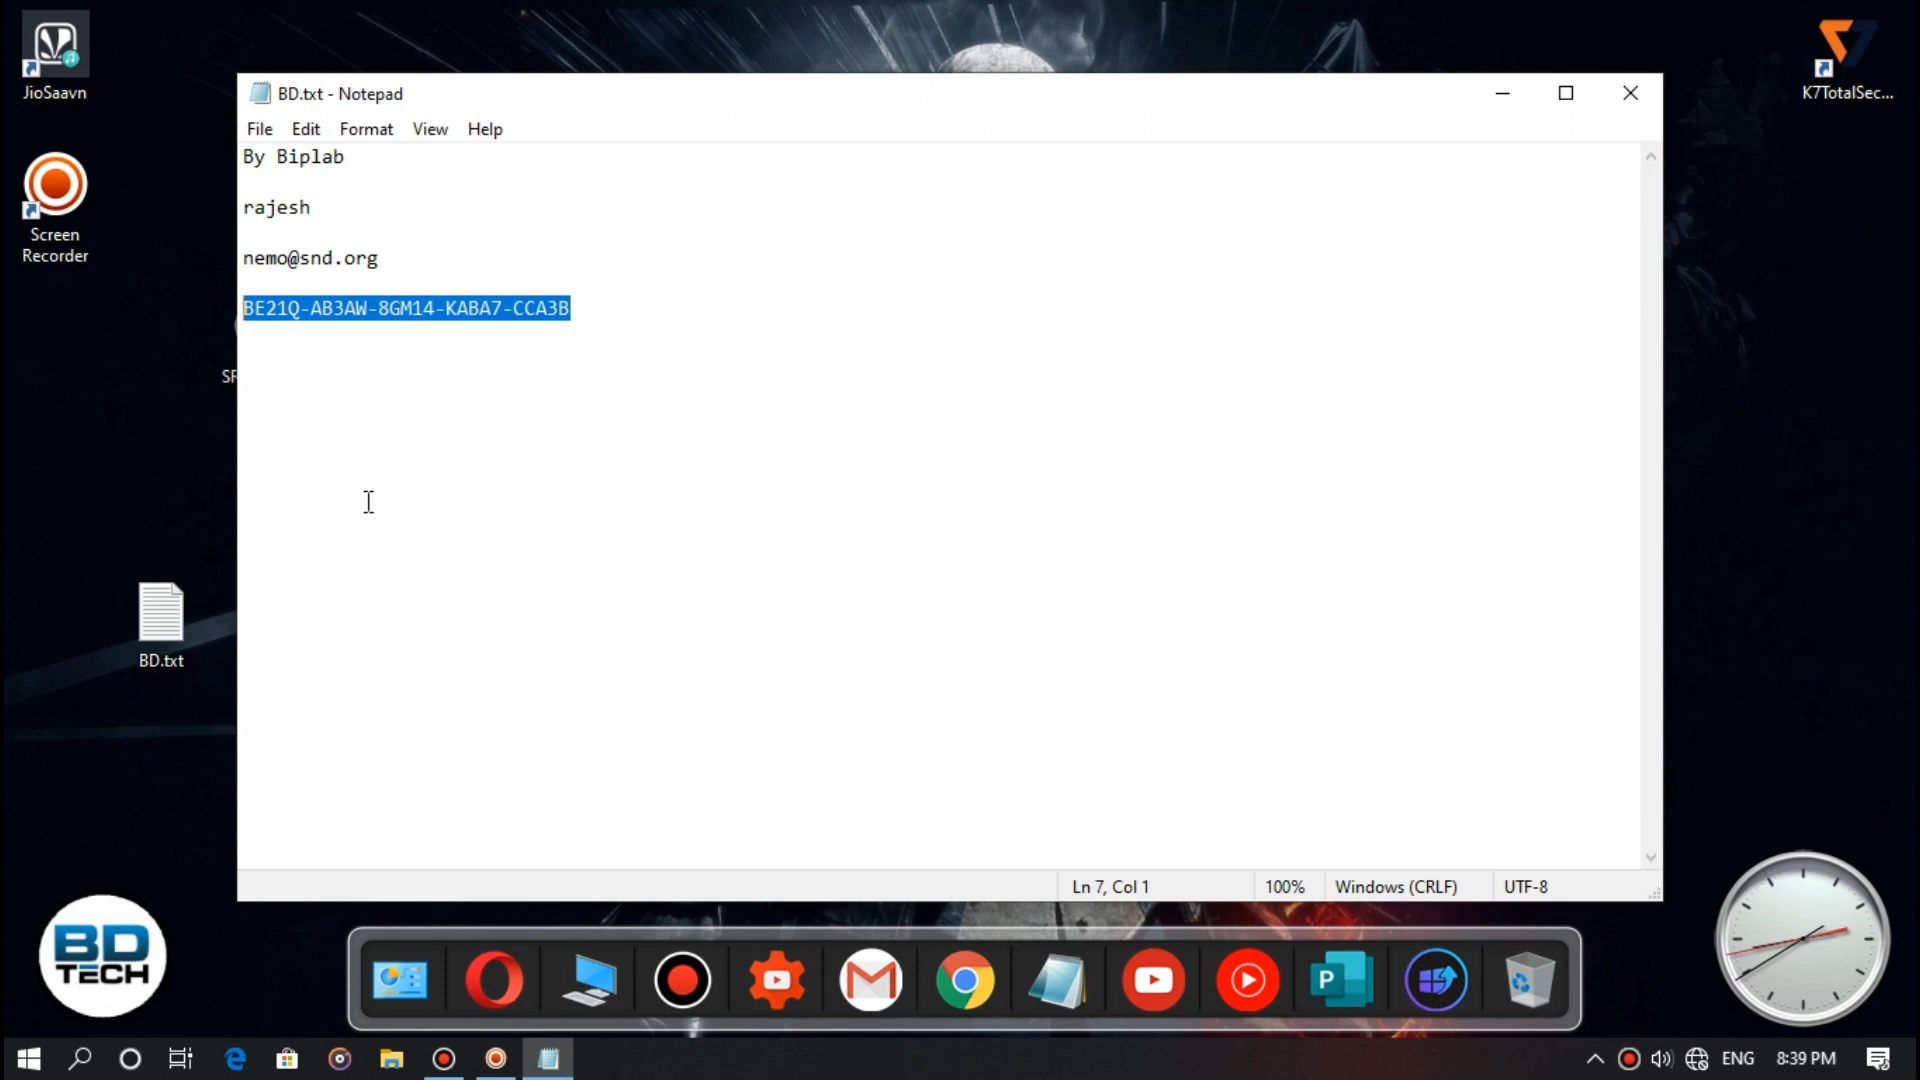 JioSaavn
K7TotalSec...
BD.txt - Notepad
File Edit Format View Help
By Biplab
rajesh
nemo@snd.org
BE21Q-AB3AW-8GM14-KABA7-CCA3B
Screen
Recorder
BD.txt
Ln 7, Col 1 100% Windows (CRLF) UTF-8
BD
TECH
P
ENG 8:39 PM